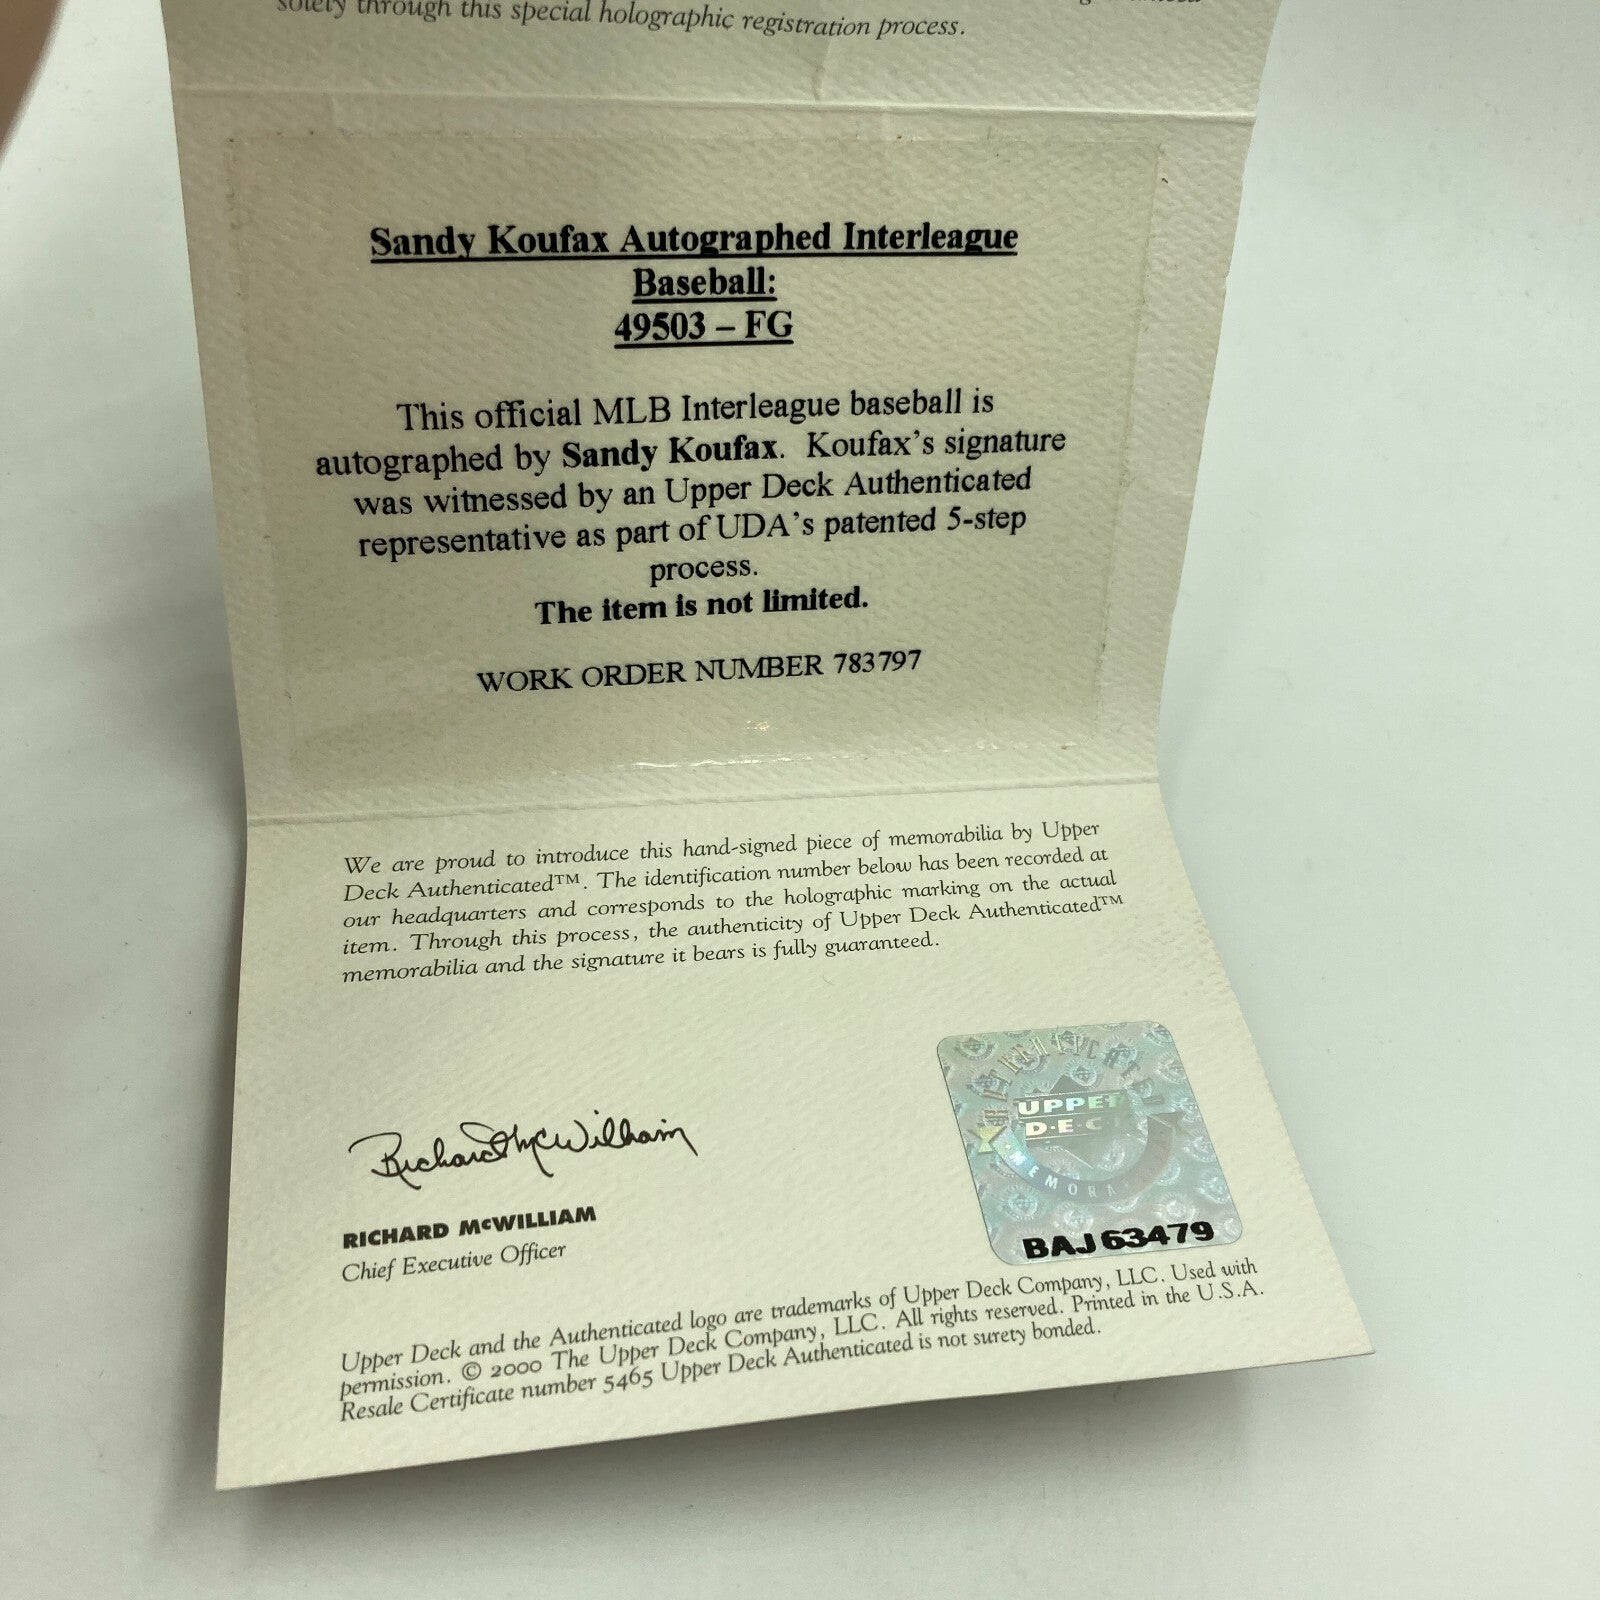 solely through this special holographic registration process.
Sandy Koufax Autographed Interleague
Baseball:
49503 – FG
This official MLB Interleague baseball is
autographed by Sandy Koufax. Koufax's signature
was witnessed by an Upper Deck Authenticated
representative as part of UDA's patented 5-step
process.
The item is not limited.
WORK ORDER NUMBER 783797
We are proud to introduce this hand-signed piece of memorabilia by Upper
Deck Authenticated™. The identification number below has been recorded at
our headquarters and corresponds to the holographic marking on the actual
item. Through this process, the authenticity of Upper Deck Authenticated™
memorabilia and the signature it bears is fully guaranteed.
Richard McWilliam
RICHARD McWILLIAM
Chief Executive Officer
UPPER
BAJ63479
Upper Deck and the Authenticated logo are trademarks of Upper Deck Company, LLC. Used with
permission. © 2000 The Upper Deck Company, LLC. All rights reserved. Printed in the U.S.A.
Resale Certificate number 5465 Upper Deck Authenticated is not surety bonded.